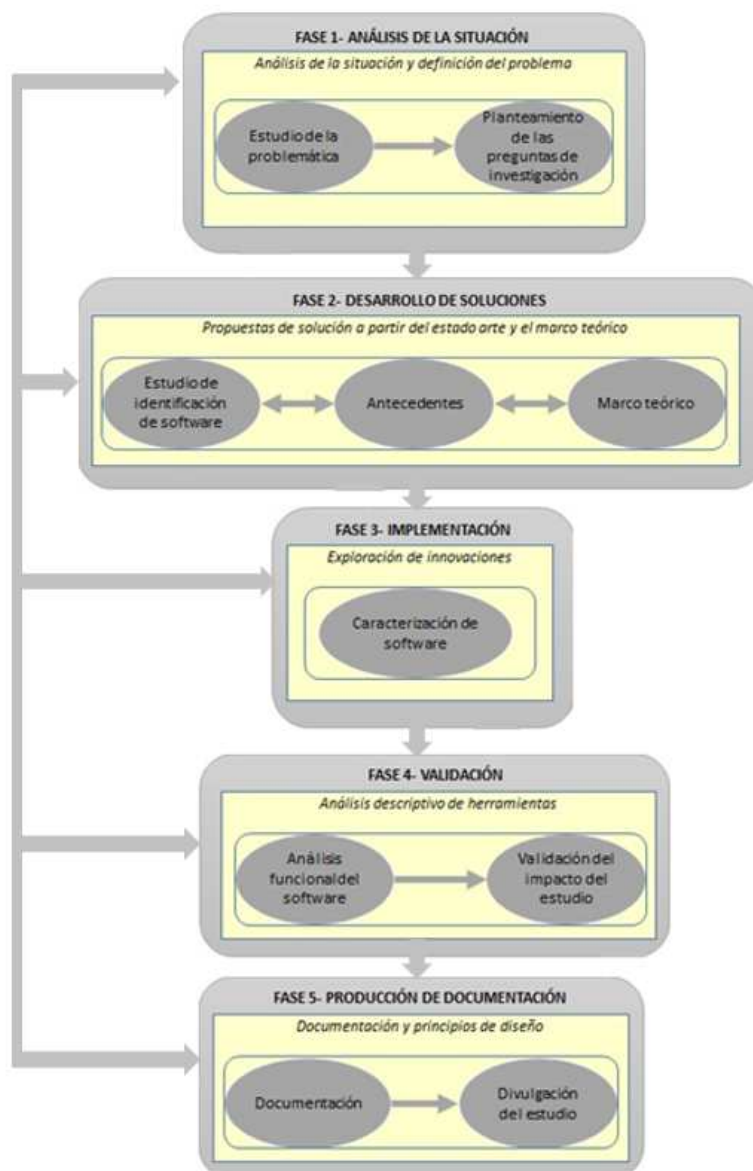 FASE 1- ANÁLISIS DE LA SITUACIÓN
Análisis de la situación y definición del problema
Estudio de la
problemática
Planteamiento
de las
preguntas de
investigación
FASE 2- DESARROLLO DE SOLUCIONES
Propuestas de solución a partir del estado arte y el marco teórico
Estudio de
identificación
de software
Antecedentes
Marco teórico
FASE 3- IMPLEMENTACIÓN
Exploración de innovaciones
Caracterización de
software
FASE 4- VALIDACIÓN
Análisis descriptivo de herramientas
Análisis
funcional del
software
Validación del
impacto del
estudio
FASE 5- PRODUCCIÓN DE DOCUMENTACIÓN
Documentación y principios de diseño
Documentación
Divulgación
del estudio